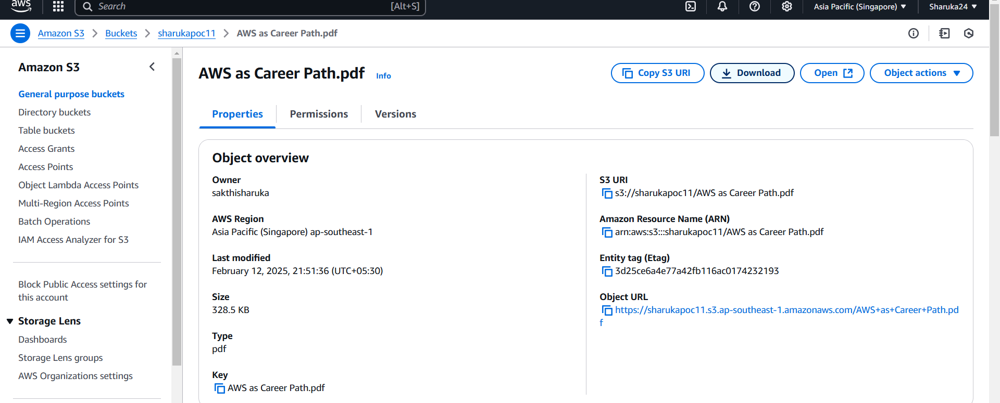 aws
Search
[Alt+S]
Asia Pacific (Singapore)
Sharuka24
Amazon S3
Buckets
sharukapoc11
AWS as Career Path.pdf
Amazon S3
General purpose buckets
Directory buckets
Table buckets
Access Grants
Access Points
Object Lambda Access Points
Multi-Region Access Points
Batch Operations
IAM Access Analyzer for S3
Block Public Access settings for
this account
Storage Lens
Dashboards
Storage Lens groups
AWS Organizations settings
AWS as Career Path.pdf
Info
Copy S3 URI
Download
Open
Object actions
Properties
Permissions
Versions
Object overview
Owner
sakthisharuka
AWS Region
Asia Pacific (Singapore) ap-southeast-1
Last modified
February 12, 2025, 21:51:36 (UTC+05:30)
Size
328.5 KB
Type
pdf
Key
AWS as Career Path.pdf
S3 URI
s3://sharukapoc11/AWS as Career Path.pdf
Amazon Resource Name (ARN)
arn:aws:s3:::sharukapoc11/AWS as Career Path.pdf
Entity tag (Etag)
3d25ce6a4e77a42fb116ac0174232193
Object URL
https://sharukapoc11.s3.ap-southeast-1.amazonaws.com/AWS+as+Career+Path.pd
f